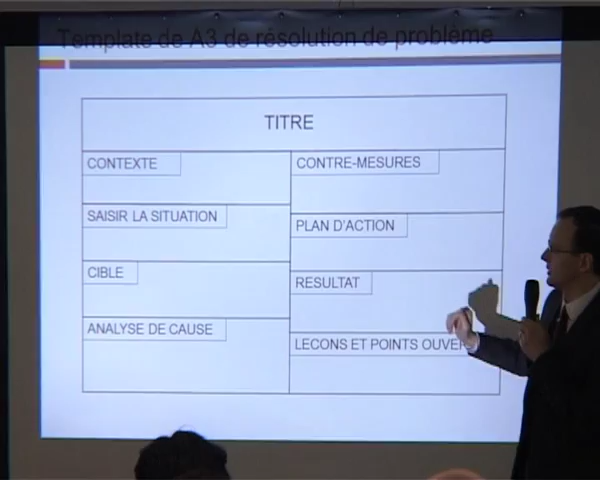 Template de A3 de résolution de problème
TITRE
CONTEXTE
SAISIR LA SITUATION
CIBLE
ANALYSE DE CAUSE
CONTRE-MESURES
PLAN D'ACTION
RESULTAT
LECONS ET POINTS